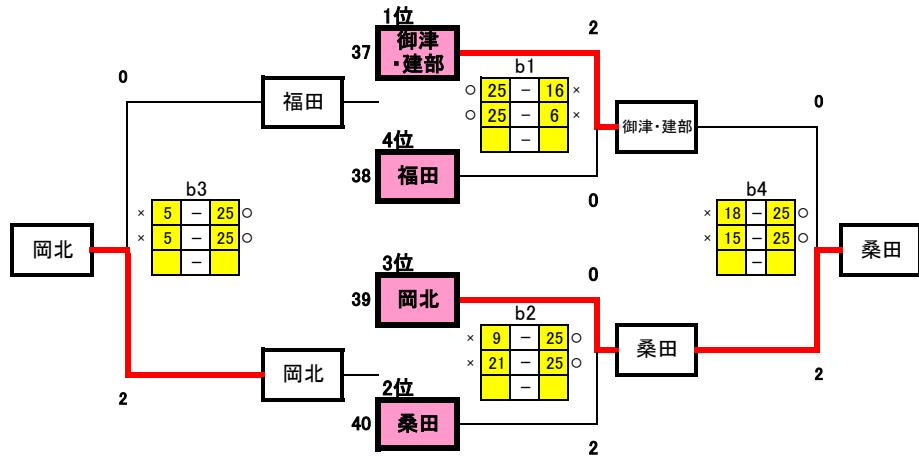 1位
37
御津
・建部
2
b1
○ 25 － 16 ×
○ 25 － 6 ×
－
0
福田
御津・建部
0
4位
38
福田
0
b3
× 5 － 25 ○
× 5 － 25 ○
－
b4
× 18 － 25 ○
× 15 － 25 ○
－
岡北
桑田
3位
39
岡北
0
b2
× 9 － 25 ○
× 21 － 25 ○
－
桑田
岡北
2
2
2位
40
桑田
2